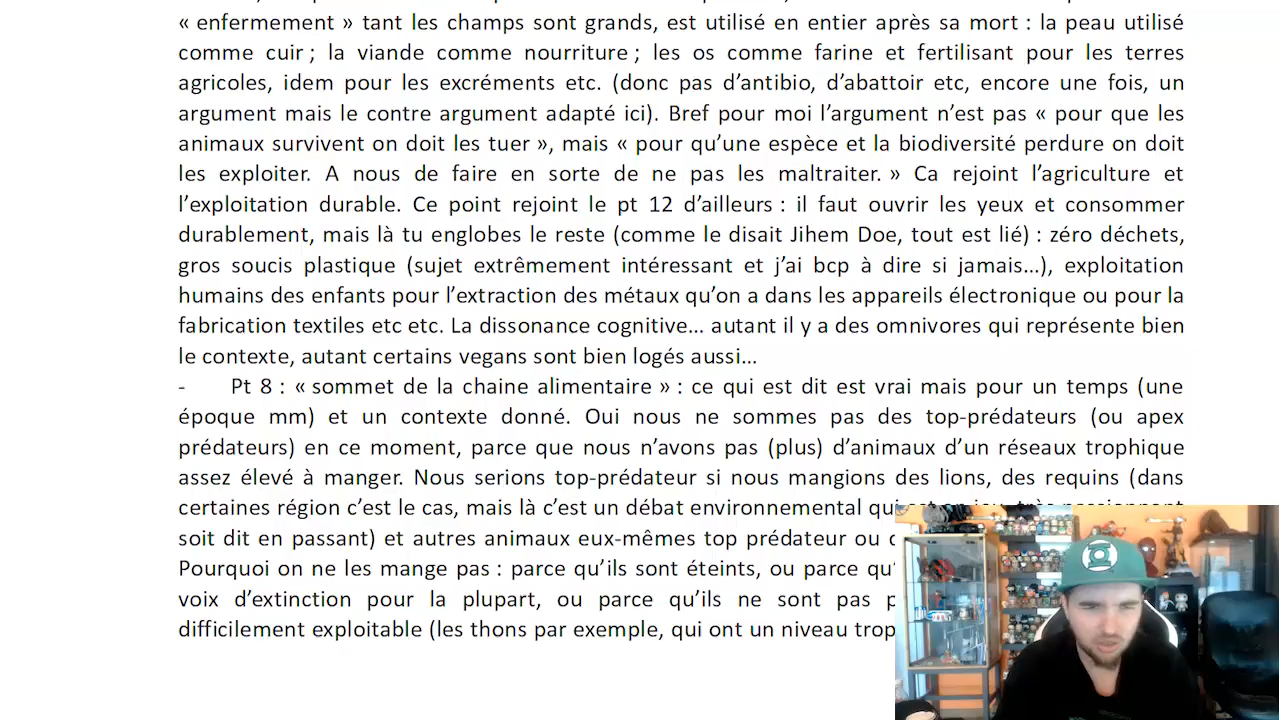 « enfermement » tant les champs sont grands, est utilisé en entier après sa mort : la peau utilisé
comme cuir ; la viande comme nourriture ; les os comme farine et fertilisant pour les terres
agricoles, idem pour les excréments etc. (donc pas d’antibio, d’abattoir etc, encore une fois, un
argument mais le contre argument adapté ici). Bref pour moi l’argument n’est pas « pour que les
animaux survivent on doit les tuer », mais « pour qu’une espèce et la biodiversité perdure on doit
les exploiter. A nous de faire en sorte de ne pas les maltraiter. » Ca rejoint l’agriculture et
l’exploitation durable. Ce point rejoint le pt 12 d’ailleurs : il faut ouvrir les yeux et consommer
durablement, mais là tu englobes le reste (comme le disait Jihem Doe, tout est lié) : zéro déchets,
gros soucis plastique (sujet extrêmement intéressant et j’ai bcp à dire si jamais…), exploitation
humains des enfants pour l’extraction des métaux qu’on a dans les appareils électronique ou pour la
fabrication textiles etc etc. La dissonance cognitive… autant il y a des omnivores qui représente bien
le contexte, autant certains vegans sont bien logés aussi…
- Pt 8 : « sommet de la chaine alimentaire » : ce qui est dit est vrai mais pour un temps (une
époque mm) et un contexte donné. Oui nous ne sommes pas des top-prédateurs (ou apex
prédateurs) en ce moment, parce que nous n’avons pas (plus) d’animaux d’un réseaux trophique
assez élevé à manger. Nous serions top-prédateur si nous mangions des lions, des requins (dans
certaines région c’est le cas, mais là c’est un débat environnemental
soit dit en passant) et autres animaux eux-mêmes top prédateur ou
Pourquoi on ne les mange pas : parce qu’ils sont éteints, ou parce
voix d’extinction pour la plupart, ou parce qu’ils ne sont pas
difficilement exploitable (les thons par exemple, qui ont un niveau